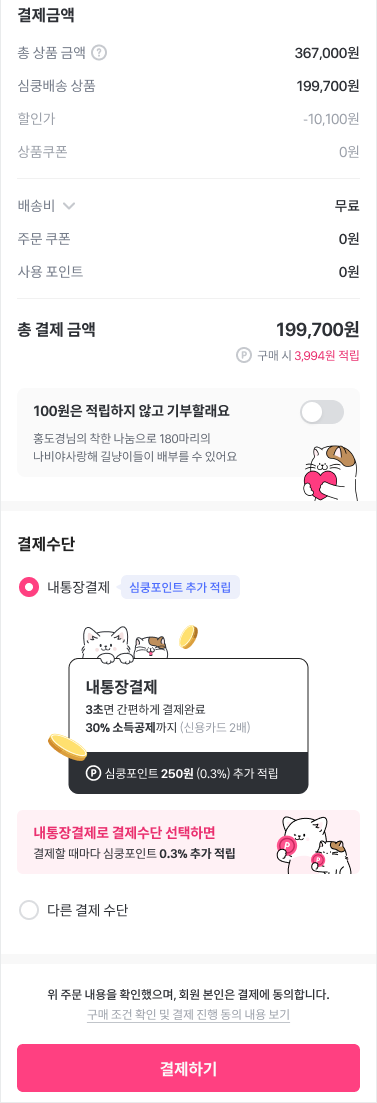 결제금액
총 상품 금액 ? 367,000원
심쿵배송 상품 199,700원
할인가 -10,100원
상품쿠폰 0원
배송비 무료
주문 쿠폰 0원
사용 포인트 0원
총 결제 금액 199,700원
P 구매 시 3,994원 적립
100원은 적립하지 않고 기부할래요
홍도경님의 착한 나눔으로 180마리의
나비야사랑해 길냥이들이 배부를 수 있어요
결제수단
내통장결제 심쿵포인트 추가 적립
내통장결제
3초면 간편하게 결제완료
30% 소득공제까지 (신용카드 2배)
P 심쿵포인트 250원 (0.3%) 추가 적립
내통장결제로 결제수단 선택하면
결제할 때마다 심쿵포인트 0.3% 추가 적립
P
P
다른 결제 수단
위 주문 내용을 확인했으며, 회원 본인은 결제에 동의합니다.
구매 조건 확인 및 결제 진행 동의 내용 보기
결제하기